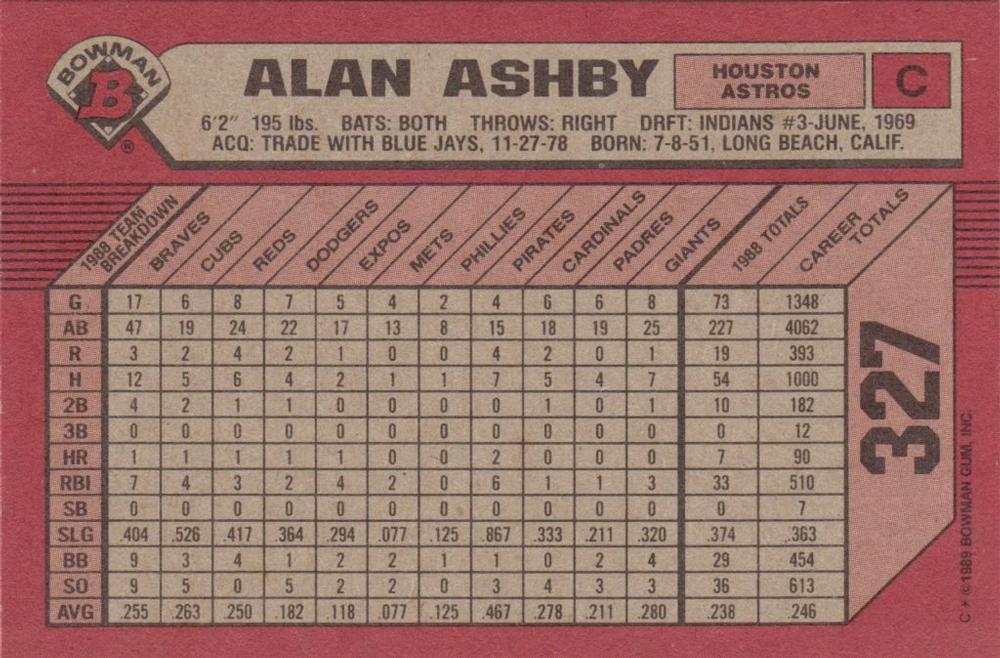 BOWMAN
B
®
ALAN ASHBY
HOUSTON
ASTROS
C
6'2" 195 lbs. BATS: BOTH THROWS: RIGHT DRFT: INDIANS #3-JUNE, 1969
ACQ: TRADE WITH BLUE JAYS, 11-27-78 BORN: 7-8-51, LONG BEACH, CALIF.
1988 TEAM
BREAKDOWN
BRAVES
CUBS
REDS
DODGERS
EXPOS
METS
PHILLIES
PIRATES
CARDINALS
PADRES
GIANTS
1988 TOTALS
CAREER
TOTALS
G 17 6 8 7 5 4 2 4 6 6 8 73 1348
AB 47 19 24 22 17 13 8 15 18 19 25 227 4062
R 3 2 4 2 1 0 0 4 2 0 1 19 393
H 12 5 6 4 2 1 1 7 5 4 7 54 1000
2B 4 2 1 1 0 0 0 0 1 0 1 10 182
3B 0 0 0 0 0 0 0 0 0 0 0 0 12
HR 1 1 1 1 1 0 0 2 0 0 0 7 90
RBI 7 4 3 2 4 2 0 6 1 1 3 33 510
SB 0 0 0 0 0 0 0 0 0 0 0 0 7
SLG .404 .526 .417 .364 .294 .077 .125 .867 .333 .211 .320 .374 .363
BB 9 3 4 1 2 2 1 1 0 2 4 29 454
SO 9 5 0 5 2 2 0 3 4 3 3 36 613
AVG .255 .263 .250 .182 .118 .077 .125 .467 .278 .211 .280 .238 .246
327
C * © 1989 BOWMAN GUM, INC.